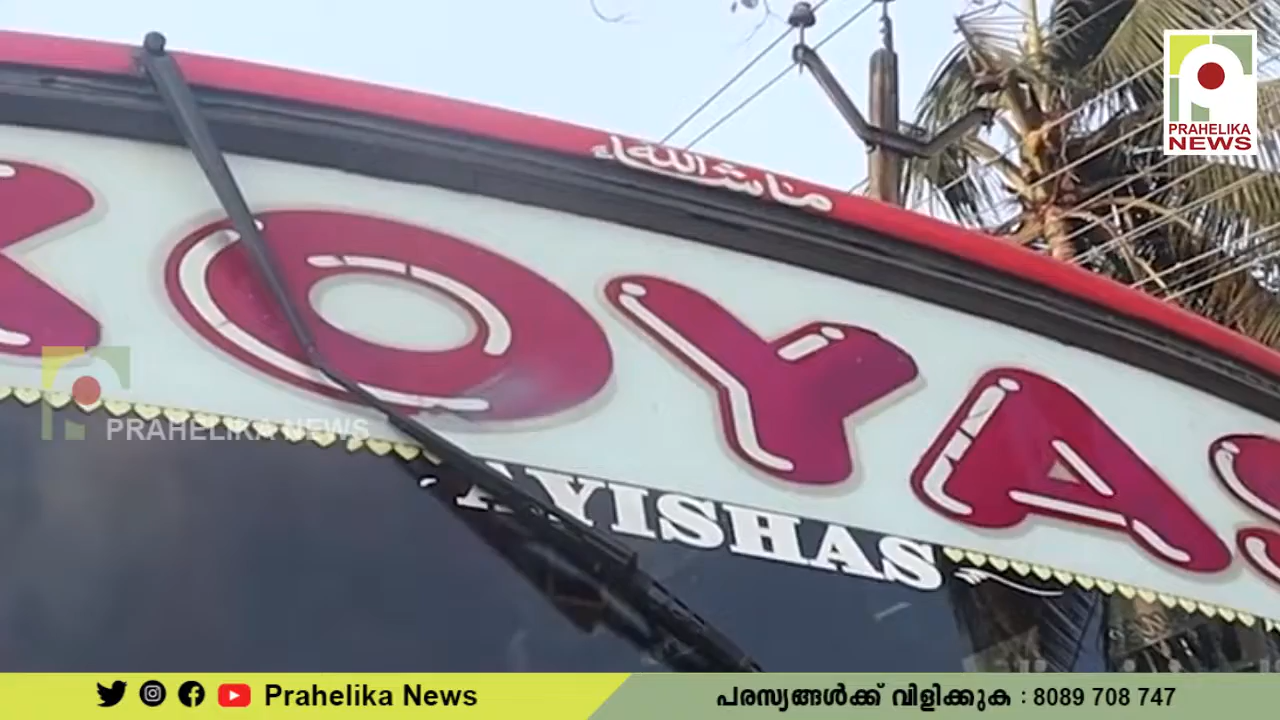 PRAHELIKA
NEWS
ماشاءالله
KOYAS
PRAHELIKA NEWS
AYISHAS
Prahelika News
പരസ്യങ്ങൾക്ക് വിളിക്കുക : 8089 708 747